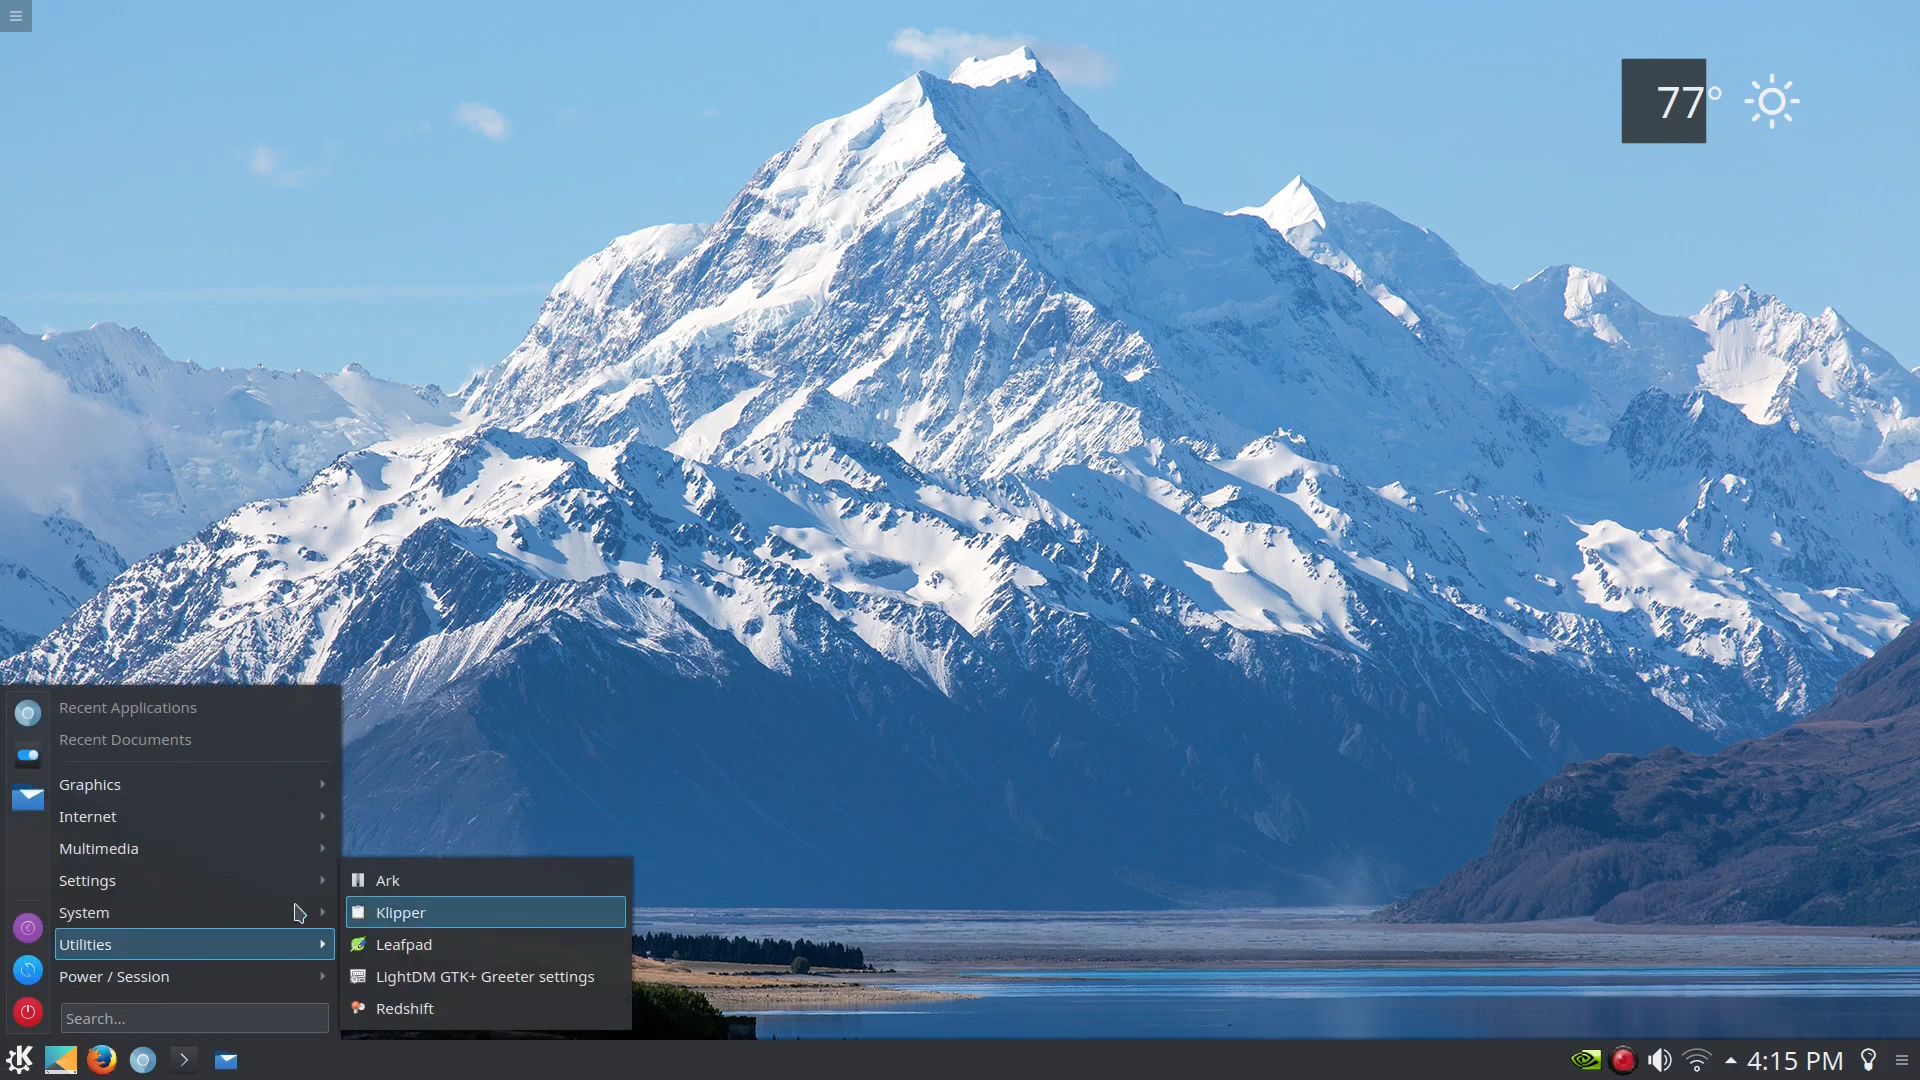 77°
Recent Applications
Recent Documents
Graphics
Internet
Multimedia
Settings
System
Utilities
Power / Session
Search...
Ark
Klipper
Leafpad
LightDM GTK+ Greeter settings
Redshift
4:15 PM